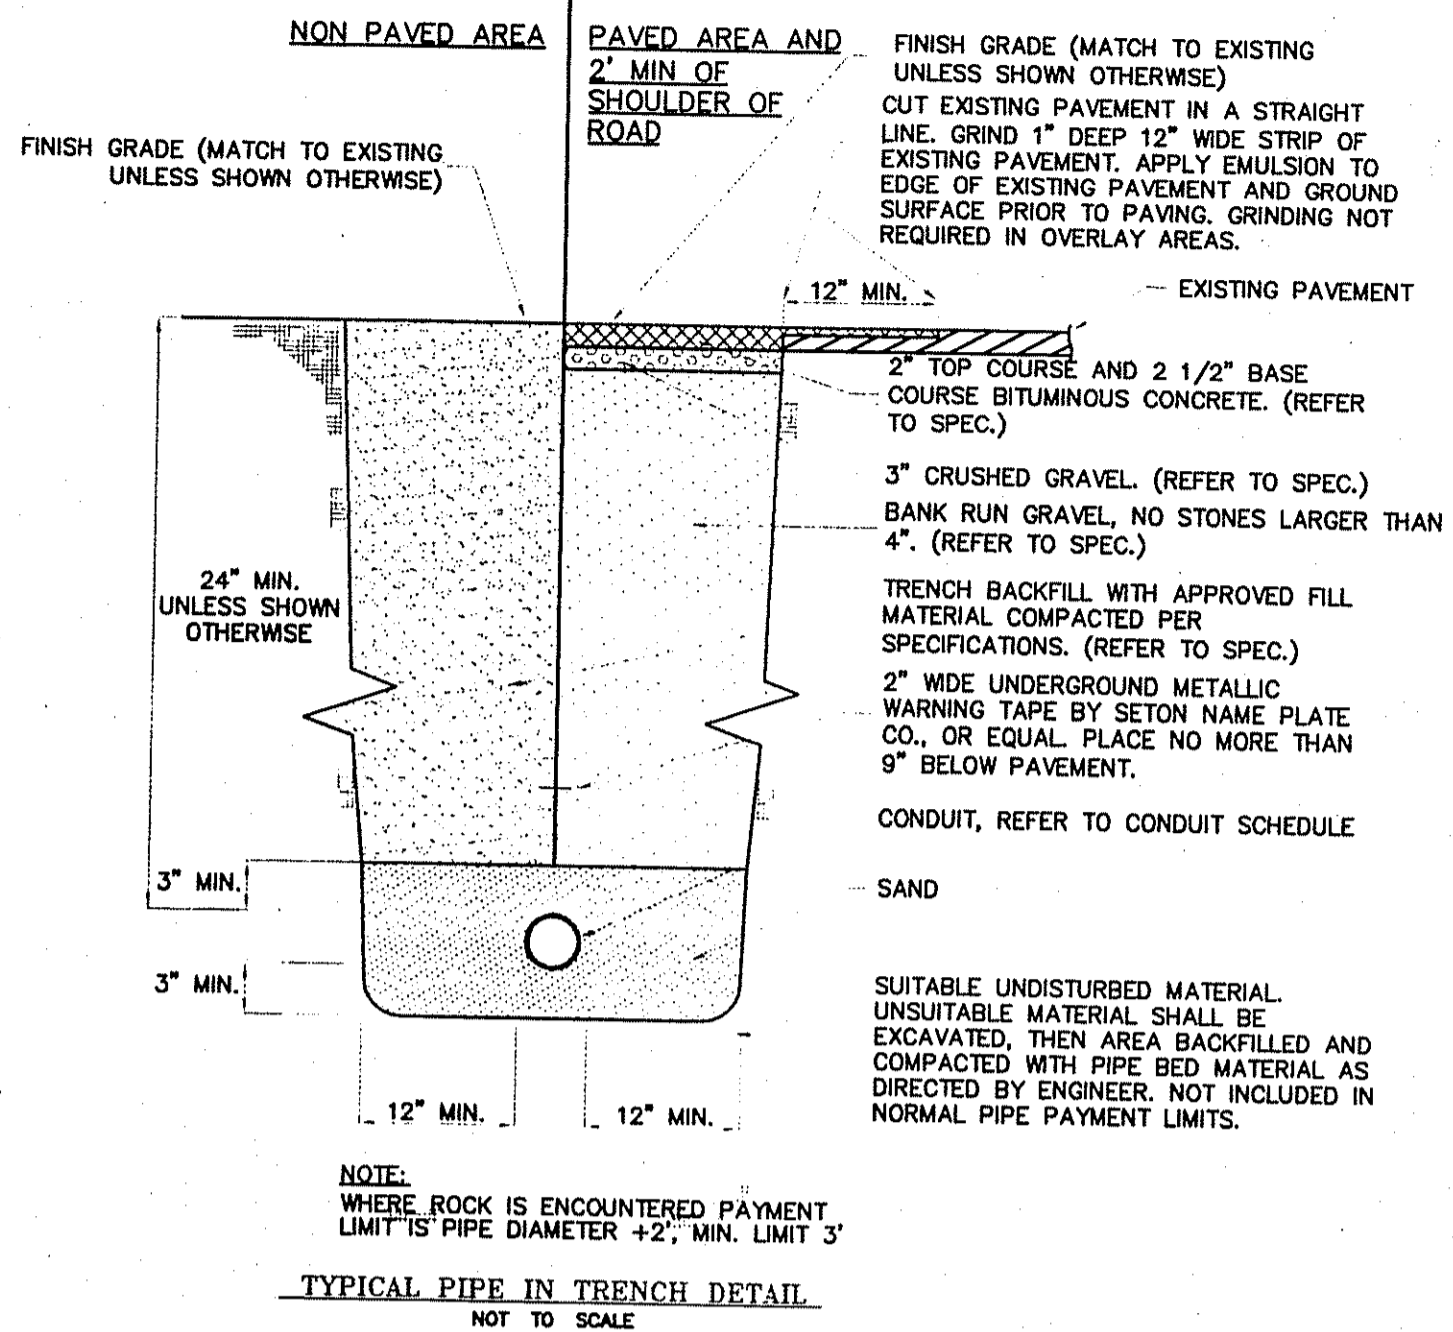 NON PAVED AREA
PAVED AREA AND
2' MIN OF
SHOULDER OF
ROAD
FINISH GRADE (MATCH TO EXISTING
UNLESS SHOWN OTHERWISE)
FINISH GRADE (MATCH TO EXISTING
UNLESS SHOWN OTHERWISE)
CUT EXISTING PAVEMENT IN A STRAIGHT
LINE. GRIND 1" DEEP 12" WIDE STRIP OF
EXISTING PAVEMENT. APPLY EMULSION TO
EDGE OF EXISTING PAVEMENT AND GROUND
SURFACE PRIOR TO PAVING. GRINDING NOT
REQUIRED IN OVERLAY AREAS.
12" MIN.
EXISTING PAVEMENT
2" TOP COURSE AND 2 1/2" BASE
COURSE BITUMINOUS CONCRETE. (REFER
TO SPEC.)
3" CRUSHED GRAVEL. (REFER TO SPEC.)
BANK RUN GRAVEL, NO STONES LARGER THAN
4". (REFER TO SPEC.)
24" MIN.
UNLESS SHOWN
OTHERWISE
TRENCH BACKFILL WITH APPROVED FILL
MATERIAL COMPACTED PER
SPECIFICATIONS. (REFER TO SPEC.)
2" WIDE UNDERGROUND METALLIC
WARNING TAPE BY SETON NAME PLATE
CO., OR EQUAL. PLACE NO MORE THAN
9" BELOW PAVEMENT.
CONDUIT, REFER TO CONDUIT SCHEDULE
3" MIN.
SAND
3" MIN.
SUITABLE UNDISTURBED MATERIAL.
UNSUITABLE MATERIAL SHALL BE
EXCAVATED, THEN AREA BACKFILLED AND
COMPACTED WITH PIPE BED MATERIAL AS
DIRECTED BY ENGINEER. NOT INCLUDED IN
NORMAL PIPE PAYMENT LIMITS.
12" MIN.
12" MIN.
NOTE:
WHERE ROCK IS ENCOUNTERED PAYMENT
LIMIT IS PIPE DIAMETER +2', MIN. LIMIT 3'
TYPICAL PIPE IN TRENCH DETAIL
NOT TO SCALE